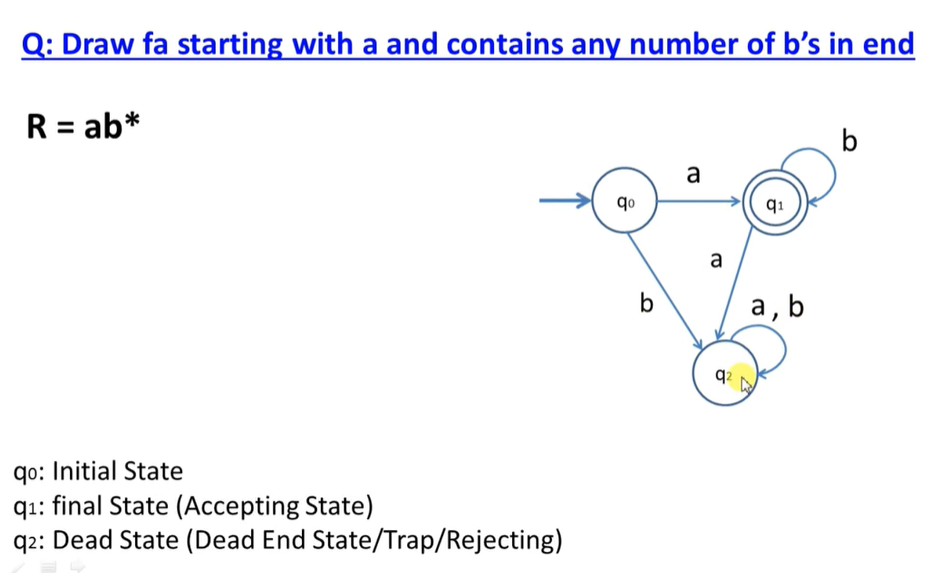 Q: Draw fa starting with a and contains any number of b’s in end
R = ab*
b
a
q0
q1
a
b
a , b
q2
q0: Initial State
q1: final State (Accepting State)
q2: Dead State (Dead End State/Trap/Rejecting)